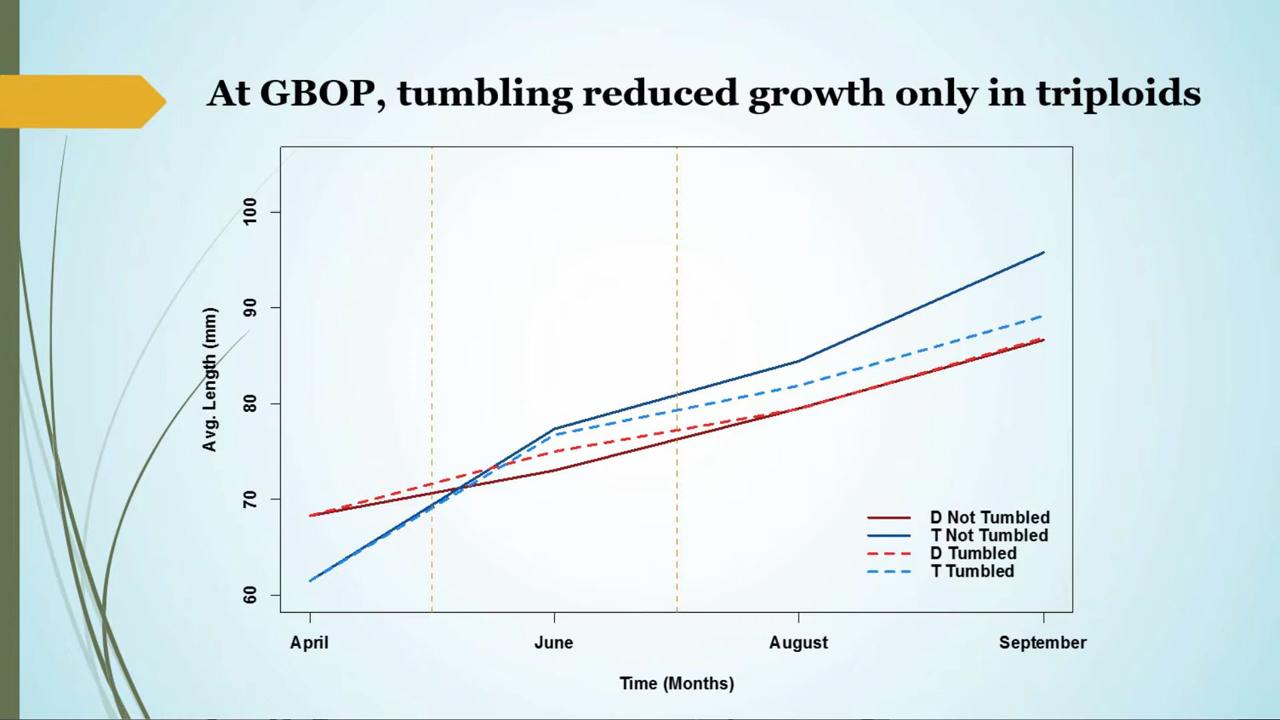 At GBOP, tumbling reduced growth only in triploids
100
90
80
70
60
Avg. Length (mm)
D Not Tumbled
T Not Tumbled
D Tumbled
T Tumbled
April June August September
Time (Months)